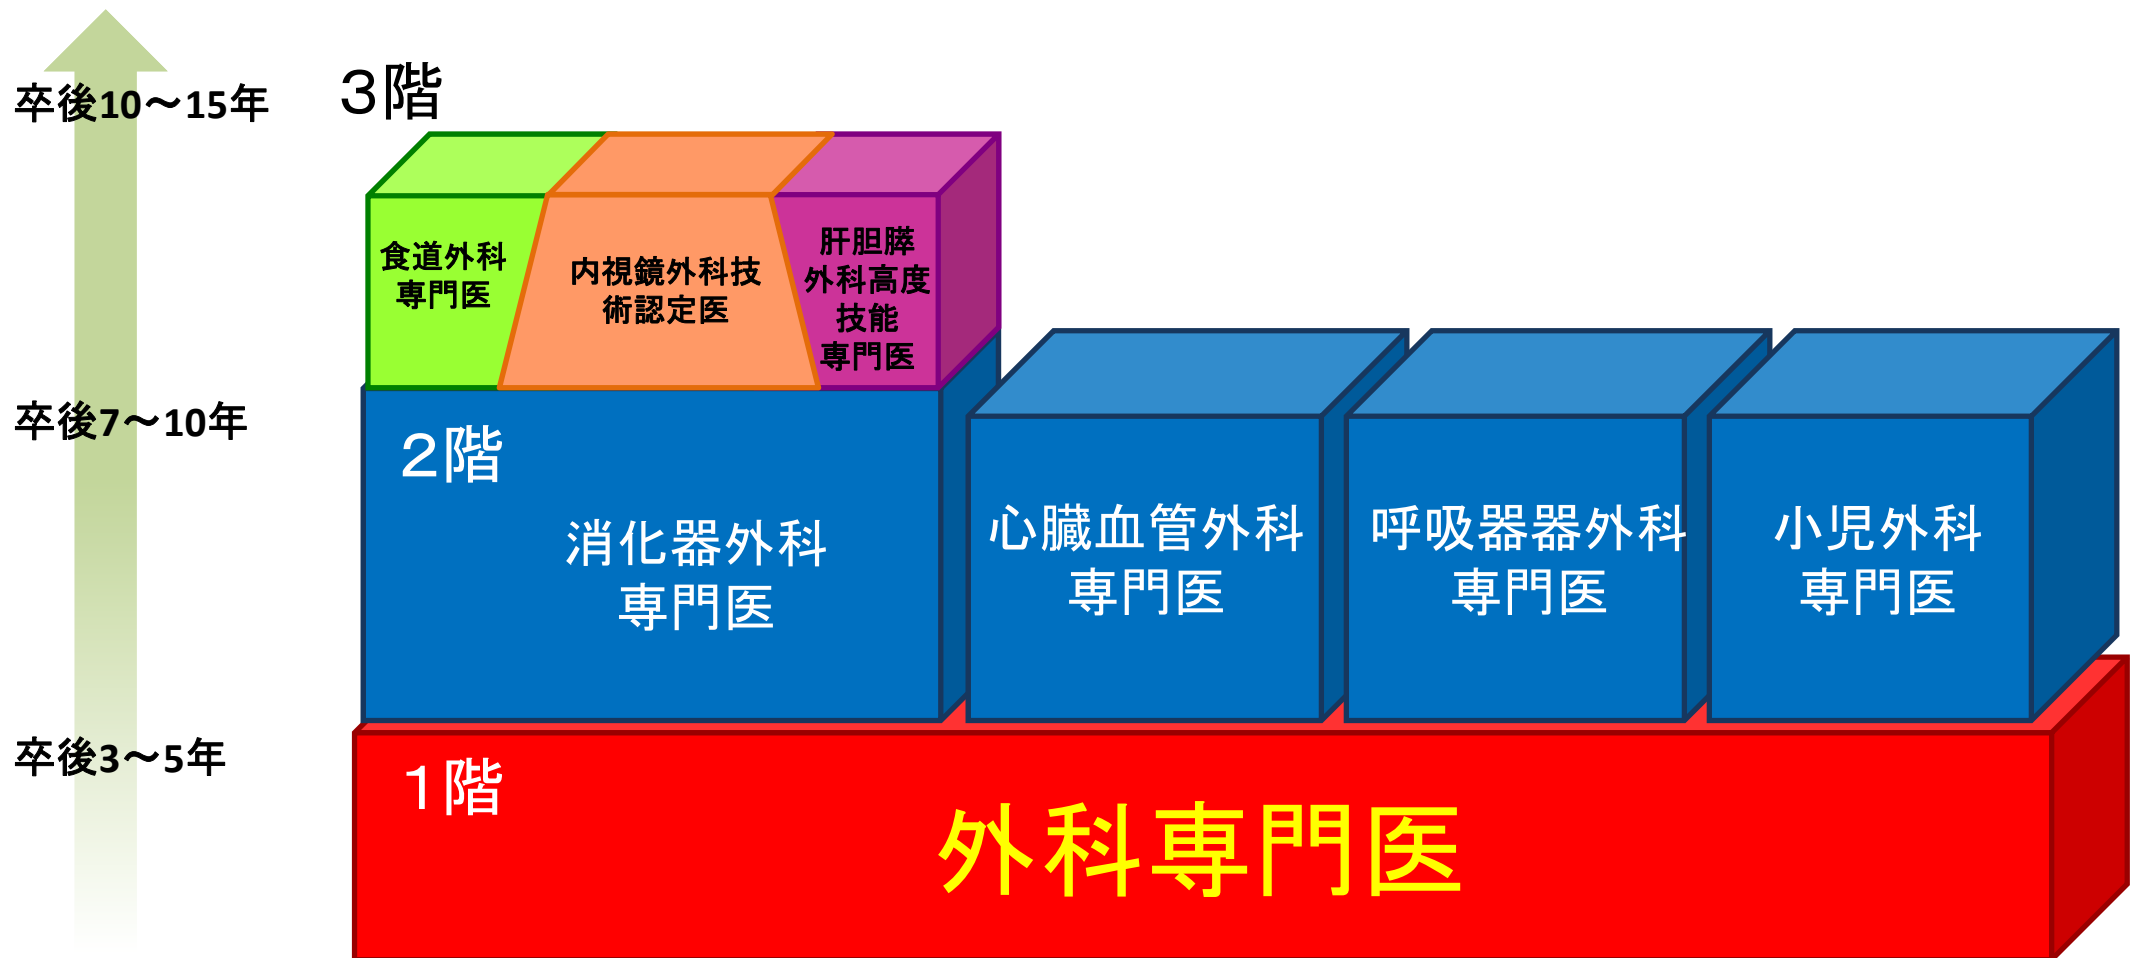 卒後10～15年
3階
食道外科
専門医
内視鏡外科技
術認定医
肝胆膵
外科高度
技能
専門医
卒後7～10年
2階
消化器外科
専門医
心臓血管外科
専門医
呼吸器器外科
専門医
小児外科
専門医
卒後3～5年
1階
外科専門医